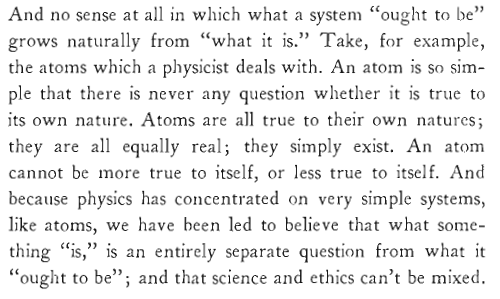 And no sense at all in which what a system “ought to be”
grows naturally from “what it is.” Take, for example,
the atoms which a physicist deals with. An atom is so sim-
ple that there is never any question whether it is true to
its own nature. Atoms are all true to their own natures;
they are all equally real; they simply exist. An atom
cannot be more true to itself, or less true to itself. And
because physics has concentrated on very simple systems,
like atoms, we have been led to believe that what some-
thing “is,” is an entirely separate question from what it
“ought to be”; and that science and ethics can’t be mixed.